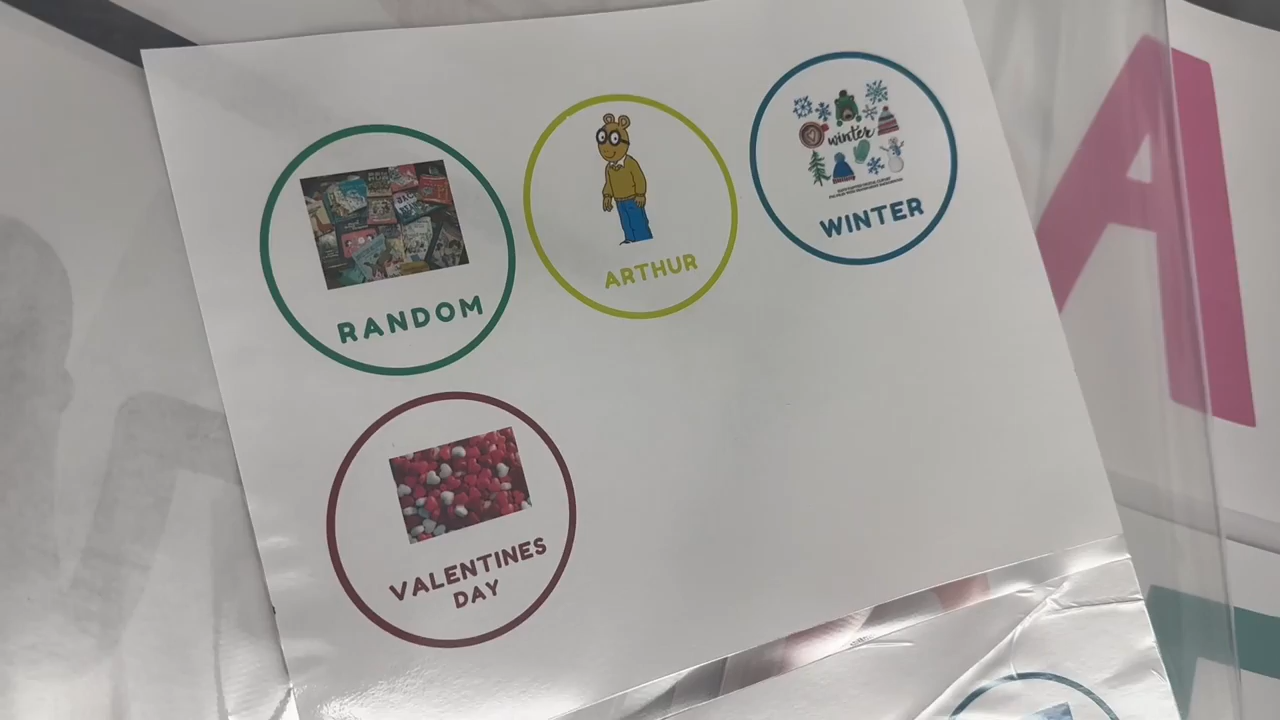 RANDOM
ARTHUR
winter
WINTER
VALENTINES
DAY
A